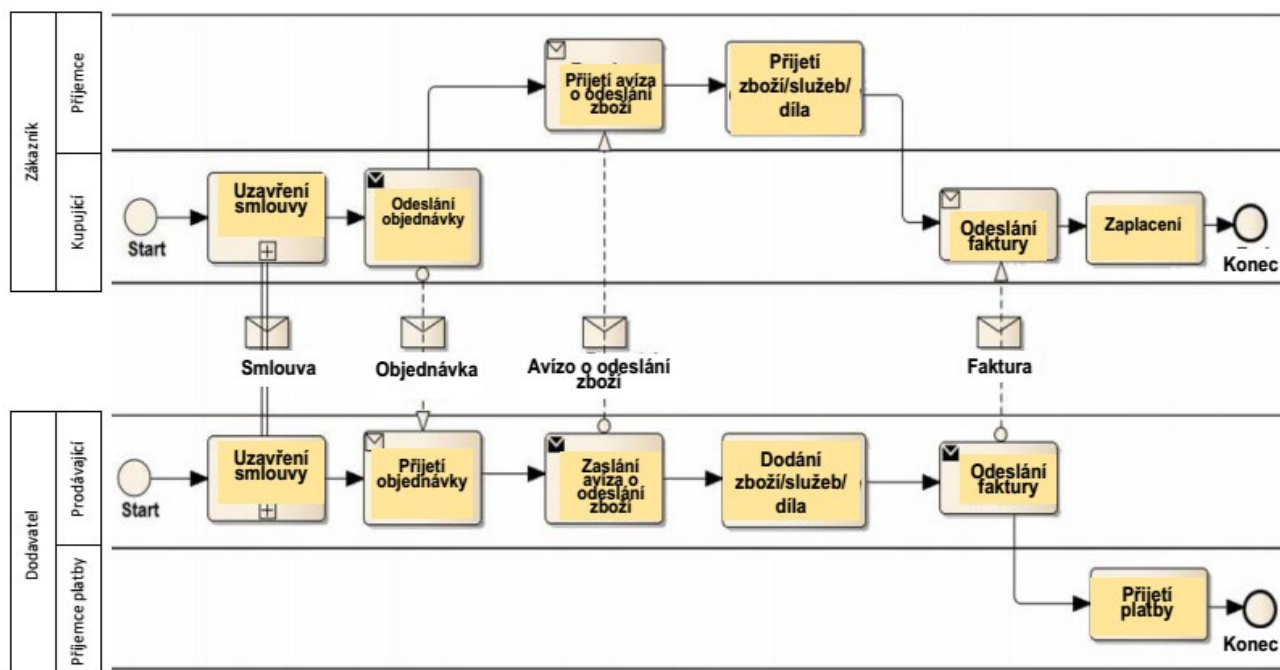 Zákazník
Příjemce
Přijetí avíza
o odeslání
zboží
Přijetí
zboží/služeb/
díla
Kupující
Start
Uzavření
smlouvy
Odeslání
objednávky
Odeslání
faktury
Zaplacení
Konec
Smlouva
Objednávka
Avízo o odeslání
zboží
Faktura
Dodavatel
Prodávající
Start
Uzavření
smlouvy
Přijetí
objednávky
Zaslání
avíza o
odeslání
zboží
Dodání
zboží/služeb/
díla
Odeslání
faktury
Příjemce platby
Přijetí
platby
Konec